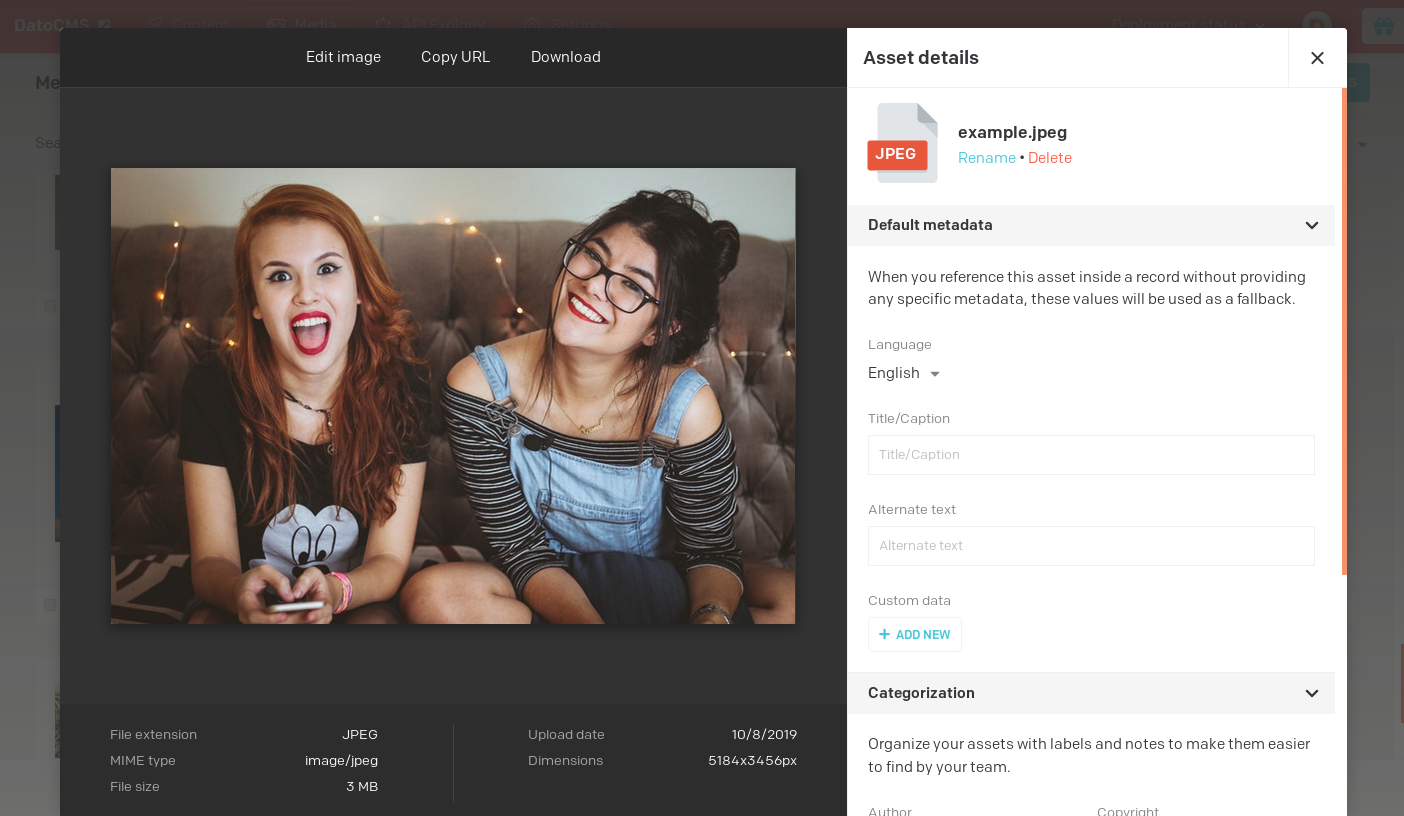 DatoCMS
Content
Media
API Explorer
Settings
Deployment status
Edit image
Copy URL
Download
Asset details
JPEG
example.jpeg
Rename • Delete
Default metadata
When you reference this asset inside a record without providing
any specific metadata, these values will be used as a fallback.
Language
English
Title/Caption
Title/Caption
Alternate text
Alternate text
Custom data
+ ADD NEW
Categorization
Organize your assets with labels and notes to make them easier
to find by your team.
Author
Copyright
File extension JPEG
MIME type image/jpeg
File size 3 MB
Upload date 10/8/2019
Dimensions 5184x3456px